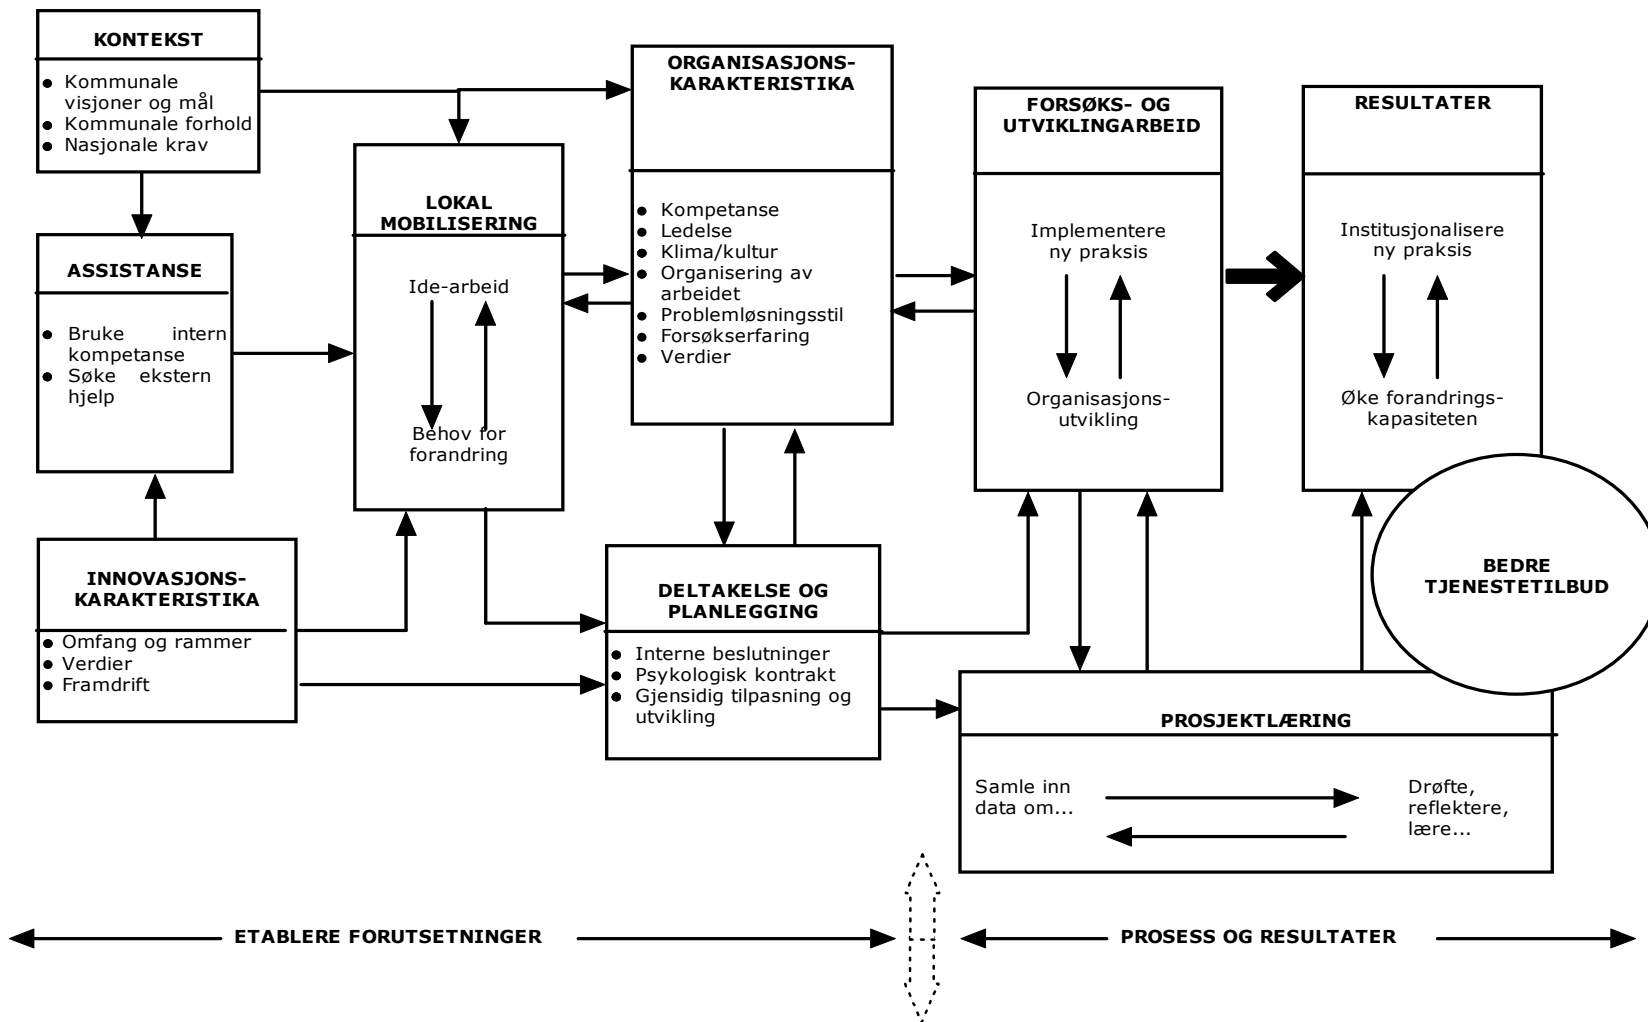 KONTEKST
● Kommunale
visjoner og mål
● Kommunale forhold
● Nasjonale krav
ASSISTANSE
● Bruke intern
kompetanse
● Søke ekstern
hjelp
INNOVASJONS-
KARAKTERISTIKA
● Omfang og rammer
● Verdier
● Framdrift
LOKAL
MOBILISERING
Ide-arbeid
Behov for
forandring
ORGANISASJONS-
KARAKTERISTIKA
● Kompetanse
● Ledelse
● Klima/kultur
● Organisering av
arbeidet
● Problemløsningsstil
● Forsøkserfaring
● Verdier
DELTAKELSE OG
PLANLEGGING
● Interne beslutninger
● Psykologisk kontrakt
● Gjensidig tilpasning og
utvikling
FORSØKS- OG
UTVIKLINGARBEID
Implementere
ny praksis
Organisasjons-
utvikling
RESULTATER
Institusjonalisere
ny praksis
Øke forandrings-
kapasiteten
BEDRE
TJENESTETILBUD
PROSJEKTLÆRING
Samle inn
data om...
Drøfte,
reflektere,
lære...
ETABLERE FORUTSETNINGER
PROSESS OG RESULTATER